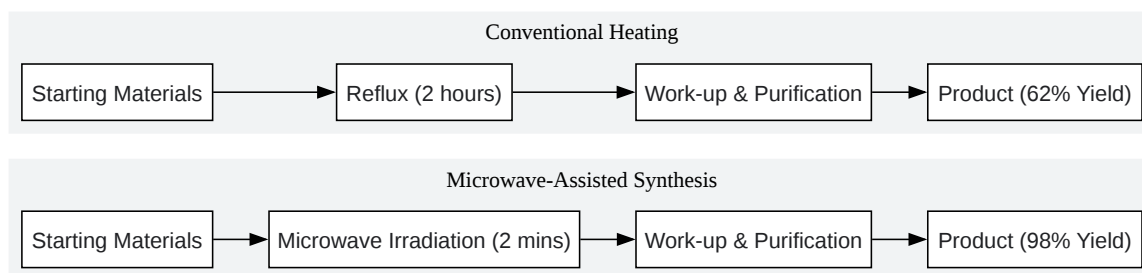 Conventional Heating
Starting Materials
Reflux (2 hours)
Work-up & Purification
Product (62% Yield)
Microwave-Assisted Synthesis
Starting Materials
Microwave Irradiation (2 mins)
Work-up & Purification
Product (98% Yield)